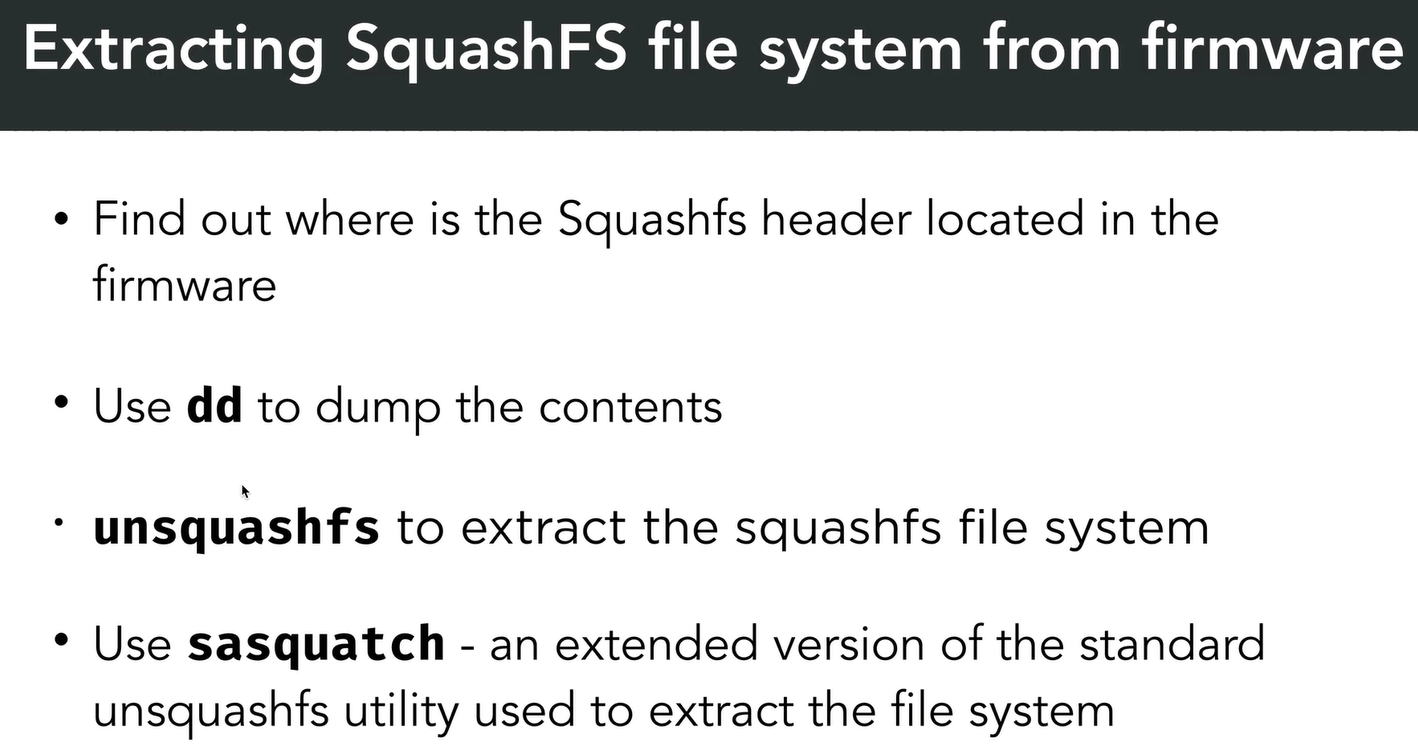 Extracting SquashFS file system from firmware
• Find out where is the Squashfs header located in the
firmware
• Use dd to dump the contents
• unsquashfs to extract the squashfs file system
• Use sasquatch - an extended version of the standard
unsquashfs utility used to extract the file system